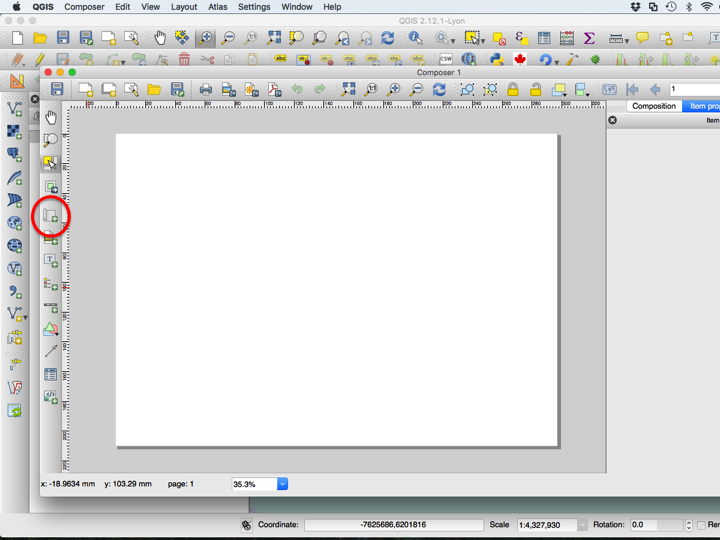 QGIS Composer Edit View Layout Atlas Settings Window Help
QGIS 2.12.1-Lyon
CSW
Composer 1
1
Composition Item prop
Item
x: -18.9634 mm y: 103.29 mm page: 1 35.3%
Coordinate: -7625686,6201816 Scale 1:4,327,930 Rotation: 0.0 Ren